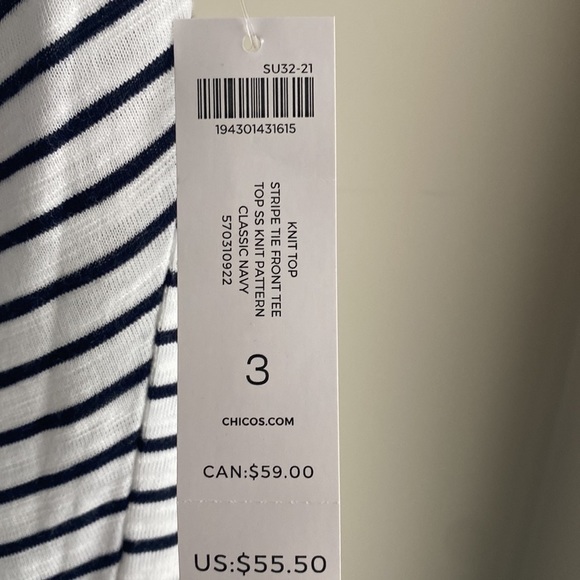 SU32-21
194301431615
KNIT TOP
STRIPE TIE FRONT TEE
TOP SS KNIT PATTERN
CLASSIC NAVY
570310922
3
CHICOS.COM
CAN:$59.00
US:$55.50